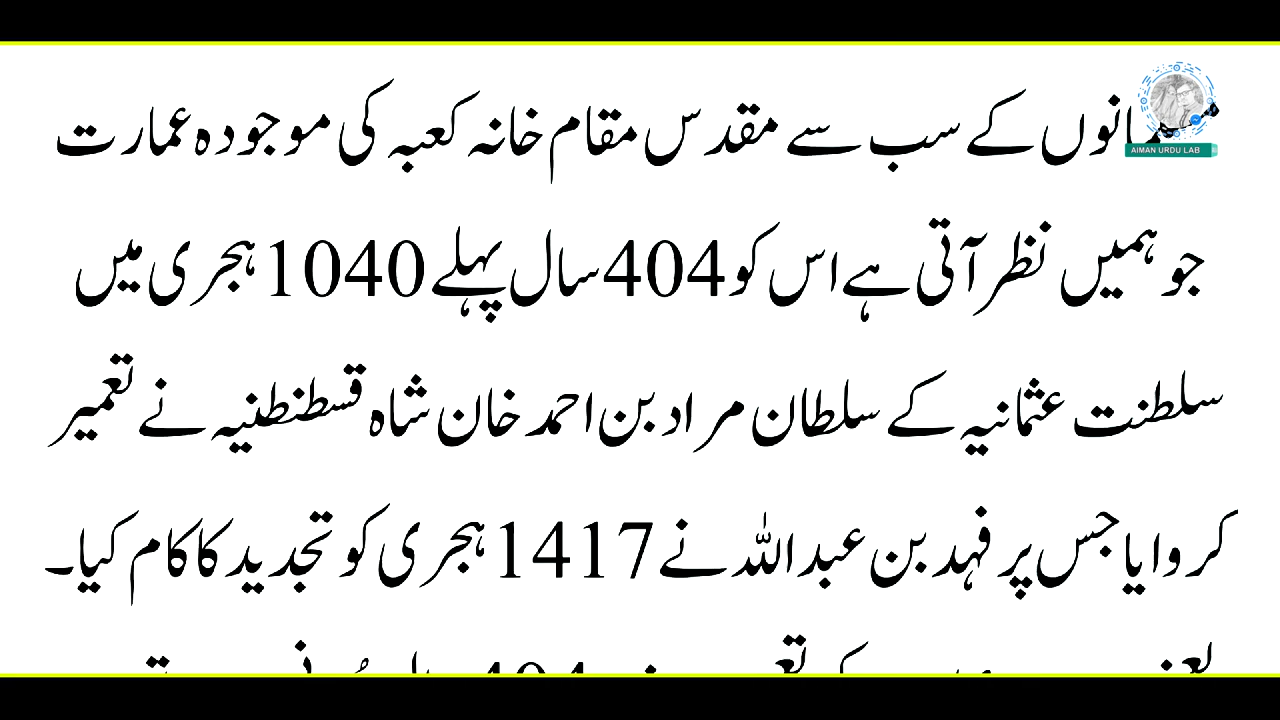 AIMAN URDU LAB
کے سب سے مقدس مقام خانہ کعبہ کی موجودہ عمارت
جو ہمیں نظر آتی ہے اس کو 404 سال پہلے 1040 ہجری میں
سلطنت عثمانیہ کے سلطان مراد بن احمد خان شاہ قسطنطنیہ نے تعمیر
کروایا جس پر فہد بن عبداللہ نے 1417 ہجری کو تجدید کا کام کیا۔